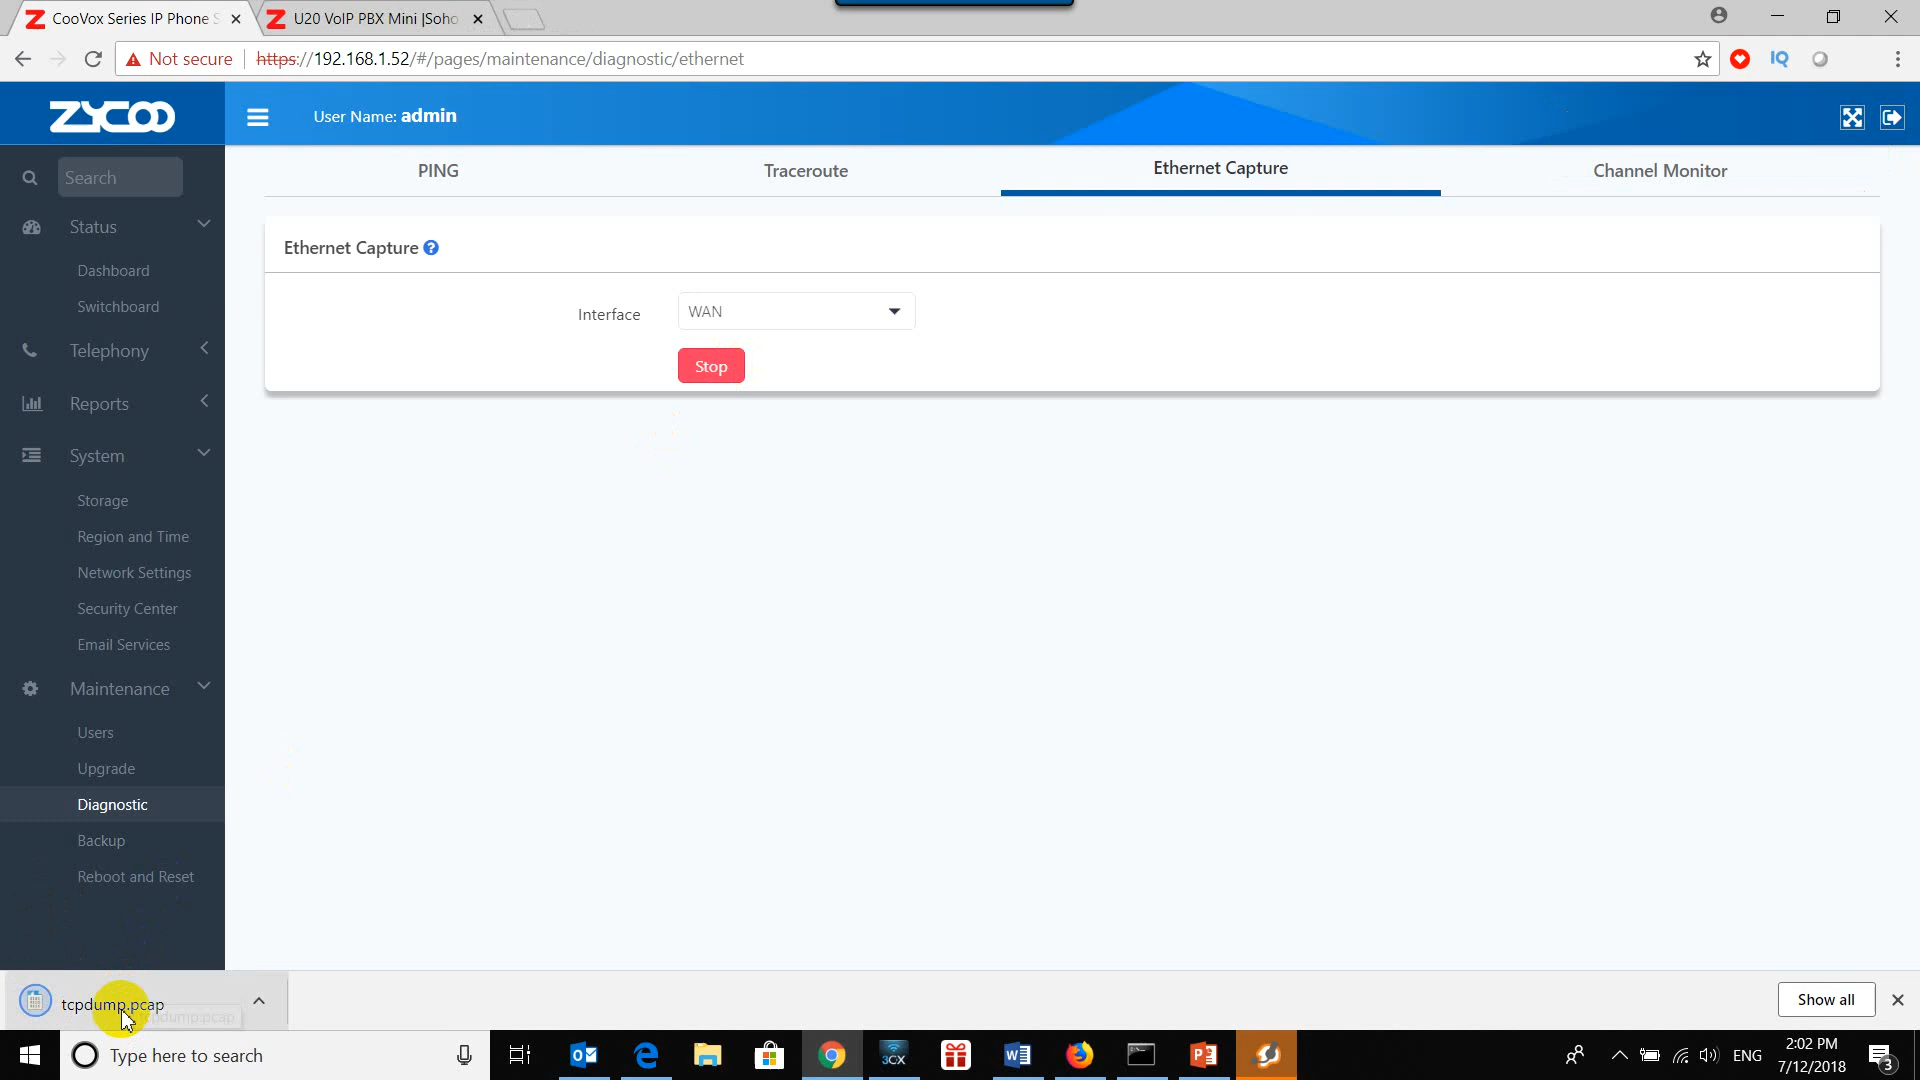 CooVox Series IP Phone S
U20 VoIP PBX Mini |Soho
Not secure
https://192.168.1.52/#/pages/maintenance/diagnostic/ethernet
IQ
ZYCOO
User Name: admin
Search
PING
Traceroute
Ethernet Capture
Channel Monitor
Status
Dashboard
Switchboard
Telephony
Reports
System
Storage
Region and Time
Network Settings
Security Center
Email Services
Maintenance
Users
Upgrade
Diagnostic
Backup
Reboot and Reset
Ethernet Capture
Interface
WAN
Stop
tcpdump.pcap
tcpdump.pcap
Show all
Type here to search
3CX
ENG
2:02 PM
7/12/2018
3